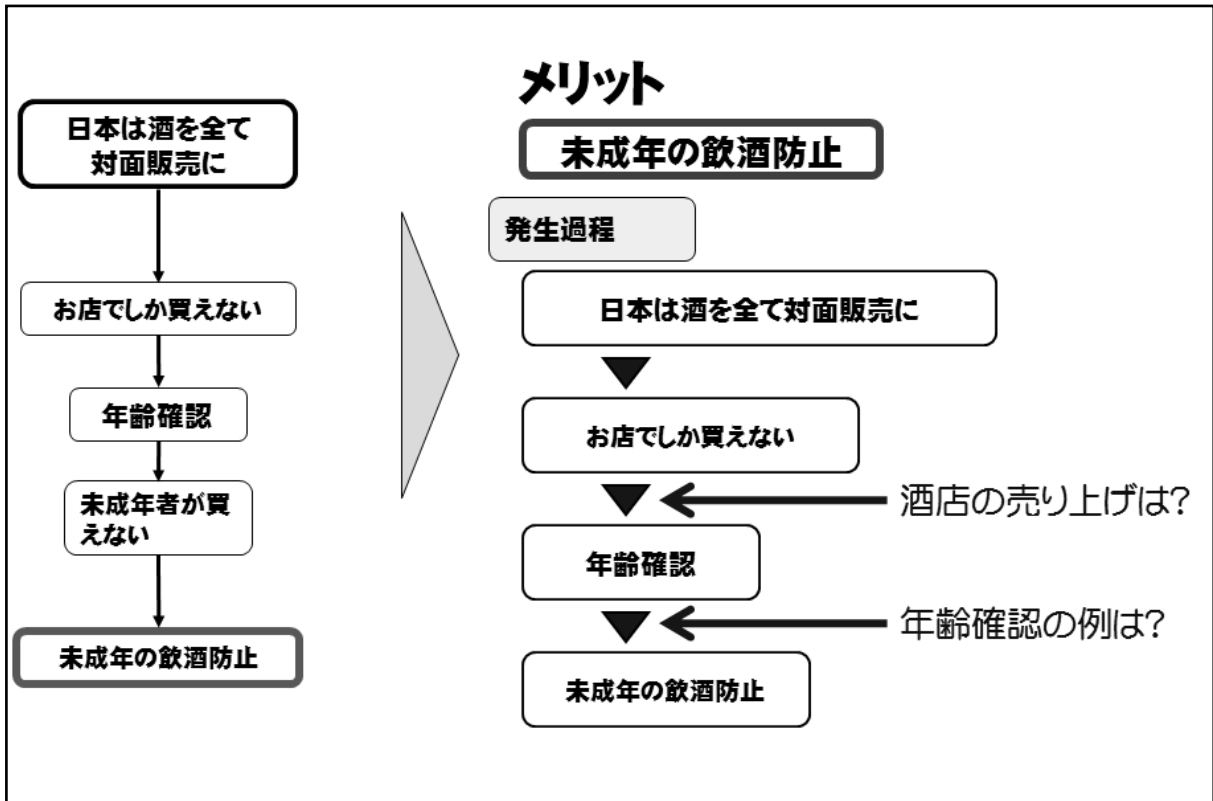 日本は酒を全て
対面販売に
お店でしか買えない
年齢確認
未成年者が買
えない
未成年の飲酒防止
メリット
未成年の飲酒防止
発生過程
日本は酒を全て対面販売に
お店でしか買えない
酒店の売り上げは?
年齢確認
年齢確認の例は?
未成年の飲酒防止